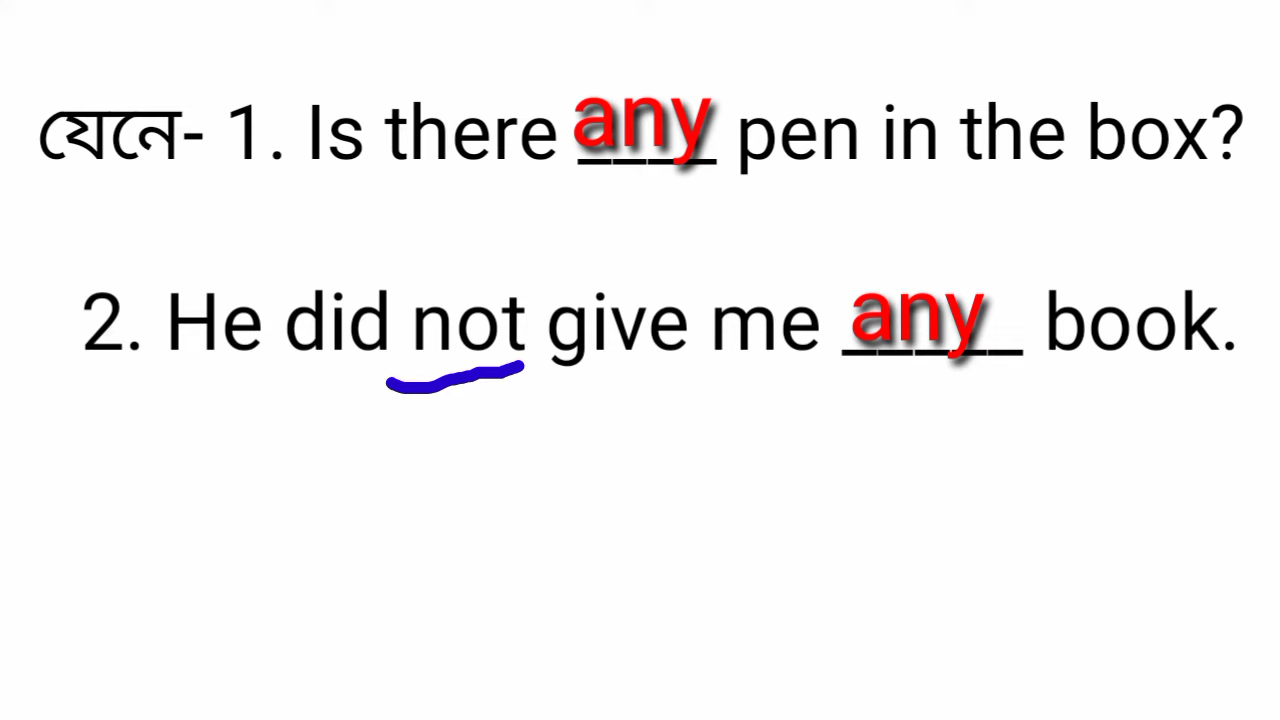 যেনে- 1. Is there any pen in the box?
2. He did not give me any book.